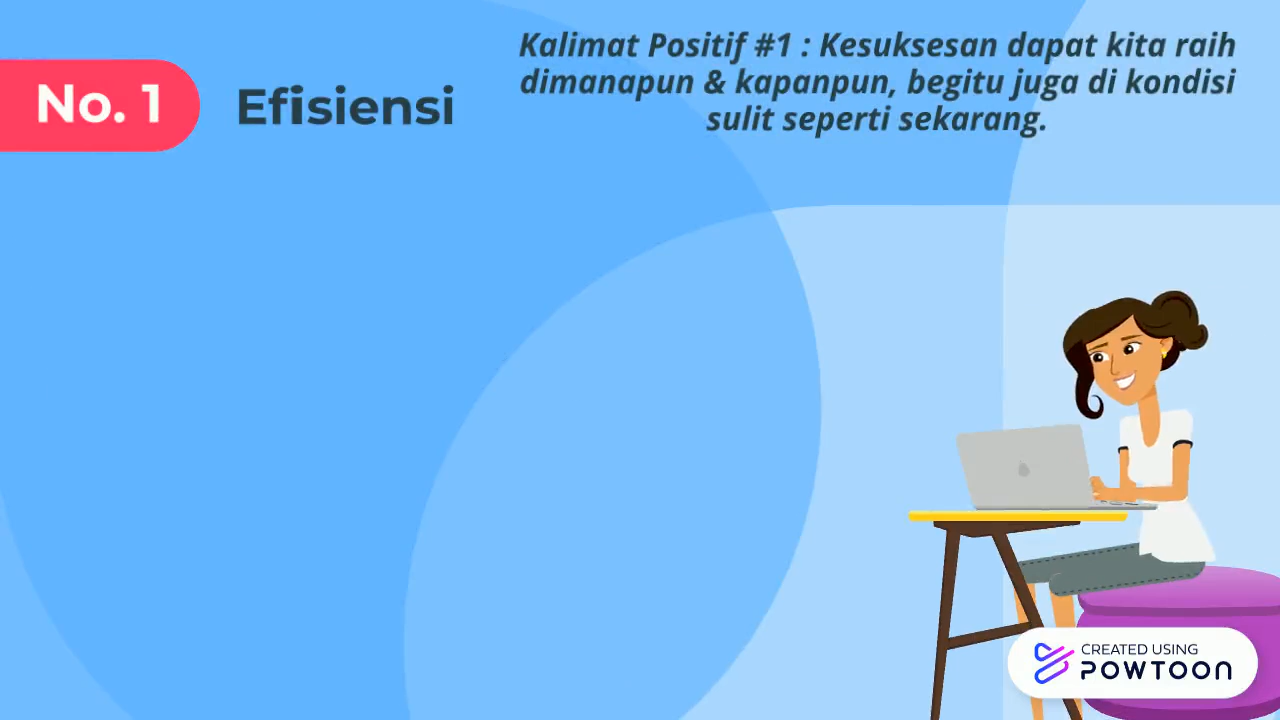 No. 1
Efisiensi
Kalimat Positif #1 : Kesuksesan dapat kita raih
dimanapun & kapanpun, begitu juga di kondisi
sulit seperti sekarang.
CREATED USING
POWTOON